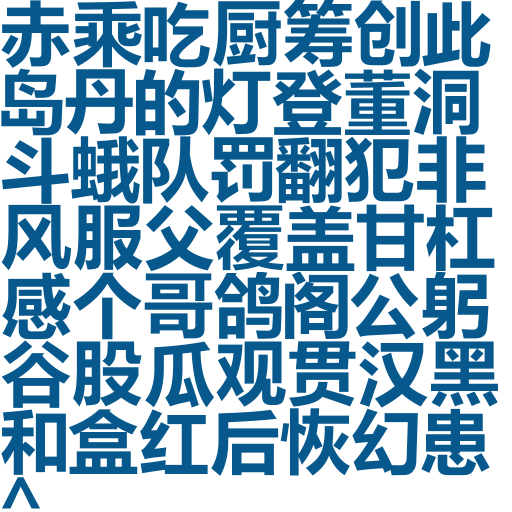 赤乘吃厨筹创此
岛丹的灯登董洞
斗蛾队罚翻犯非
风服父覆盖甘杠
感个哥鸽阁公躬
谷股瓜观贯汉黑
和盒红后恢幻患
^